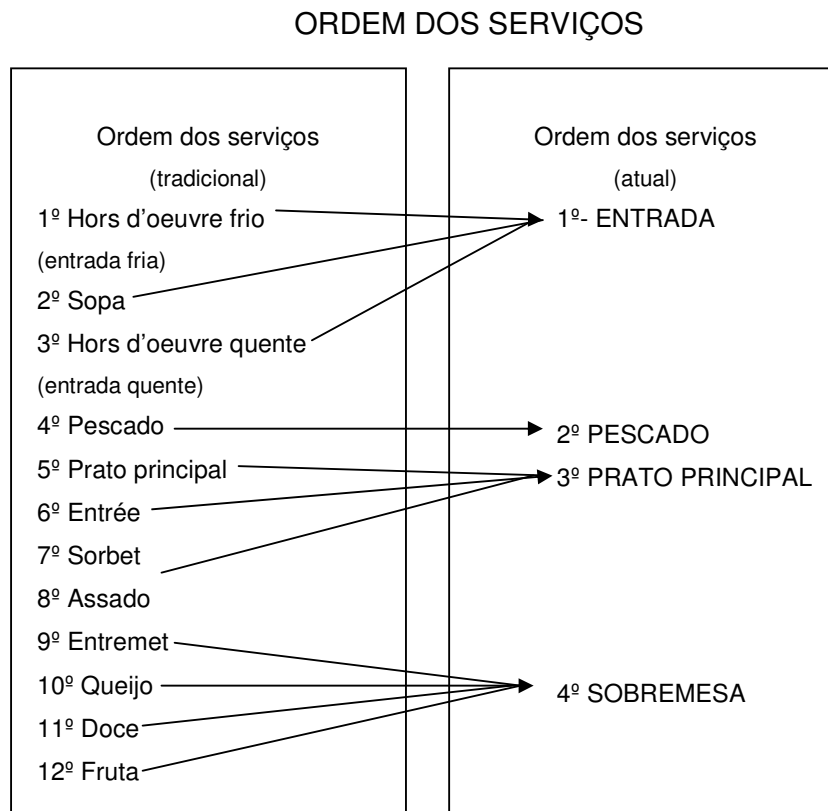 ORDEM DOS SERVIÇOS
Ordem dos serviços
(tradicional)
1º Hors d'oeuvre frio
(entrada fria)
2º Sopa
3º Hors d'oeuvre quente
(entrada quente)
4º Pescado
5º Prato principal
6º Entrée
7º Sorbet
8º Assado
9º Entremet
10º Queijo
11º Doce
12º Fruta
Ordem dos serviços
(atual)
1º- ENTRADA
2º PESCADO
3º PRATO PRINCIPAL
4º SOBREMESA